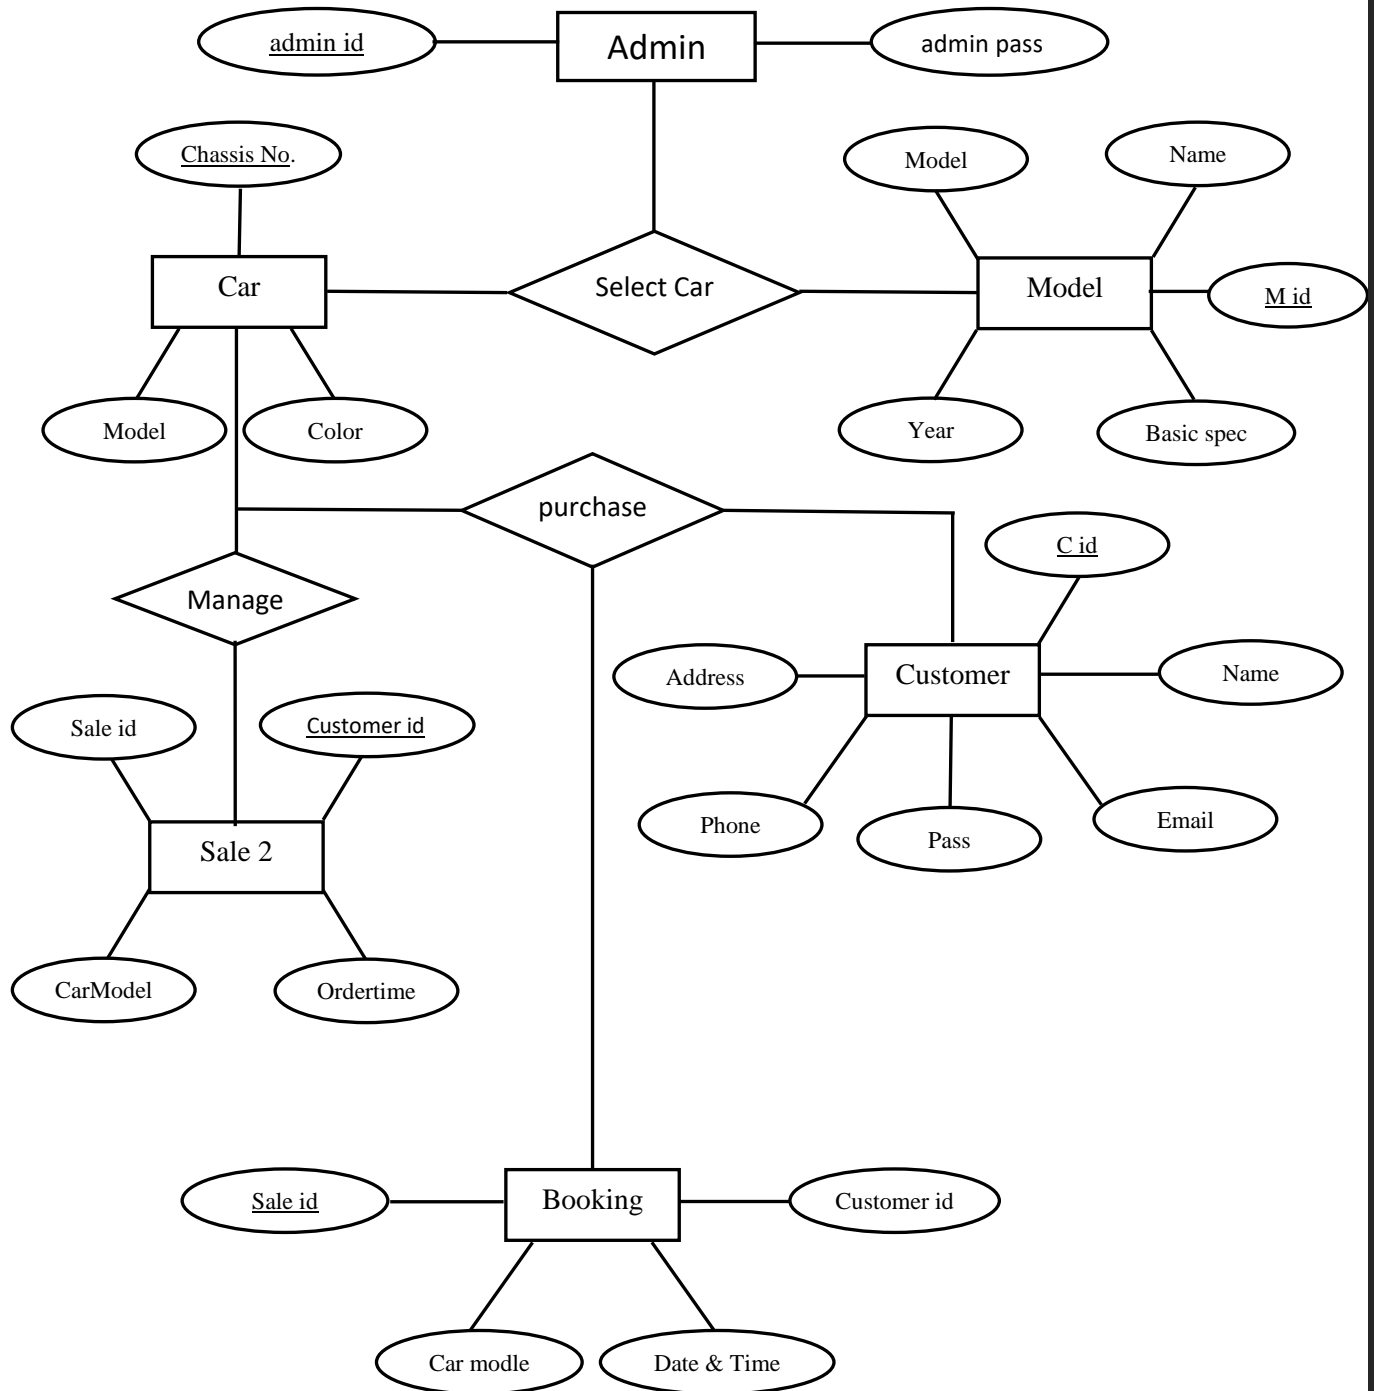 admin id
Admin
admin pass
Chassis No.
Model
Name
Car
Select Car
Model
M id
Model
Color
Year
Basic spec
purchase
C id
Manage
Address
Customer
Name
Sale id
Customer id
Phone
Pass
Email
Sale 2
CarModel
Ordertime
Sale id
Booking
Customer id
Car modle
Date & Time